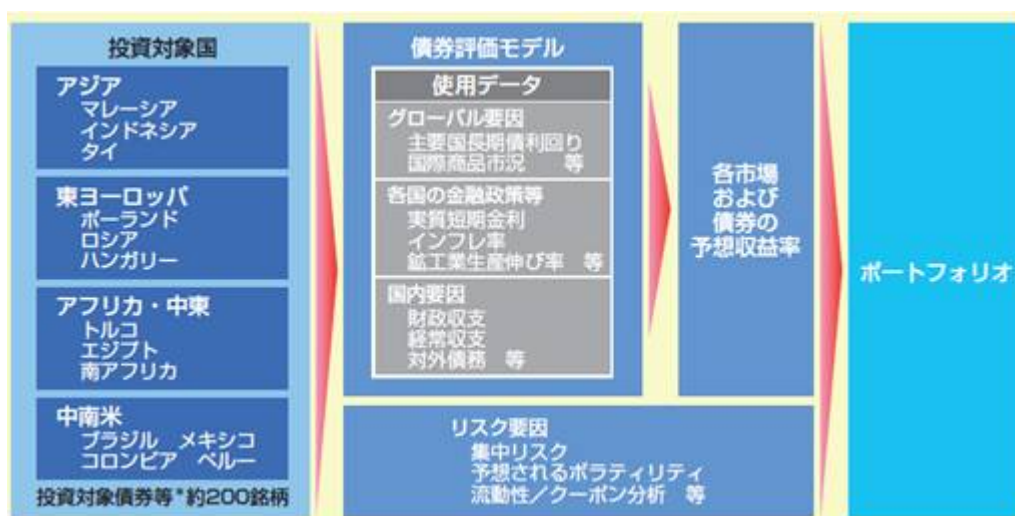 投資対象国
アジア
マレーシア
インドネシア
タイ
東ヨーロッパ
ポーランド
ロシア
ハンガリー
アフリカ・中東
トルコ
エジプト
南アフリカ
中南米
ブラジル　メキシコ
コロンビア　ペルー
投資対象債券等*約200銘柄
債券評価モデル
使用データ
グローバル要因
主要国長期債利回り
国際商品市況　等
各国の金融政策等
実質短期金利
インフレ率
鉱工業生産伸び率　等
国内要因
財政収支
経常収支
対外債務　等
各市場
および
債券の
予想収益率
リスク要因
集中リスク
予想されるボラティリティ
流動性／クーポン分析　等
ポートフォリオ